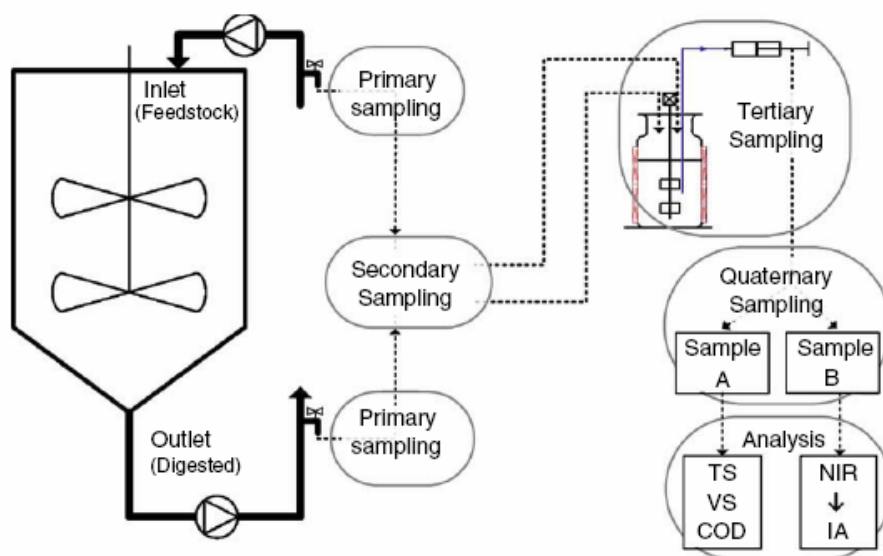 Inlet
(Feedstock)
Primary
sampling
Tertiary
Sampling
Secondary
Sampling
Quaternary
Sampling
Sample
A
Sample
B
Outlet
(Digested)
Primary
sampling
Analysis
TS
VS
COD
NIR
↓
IA